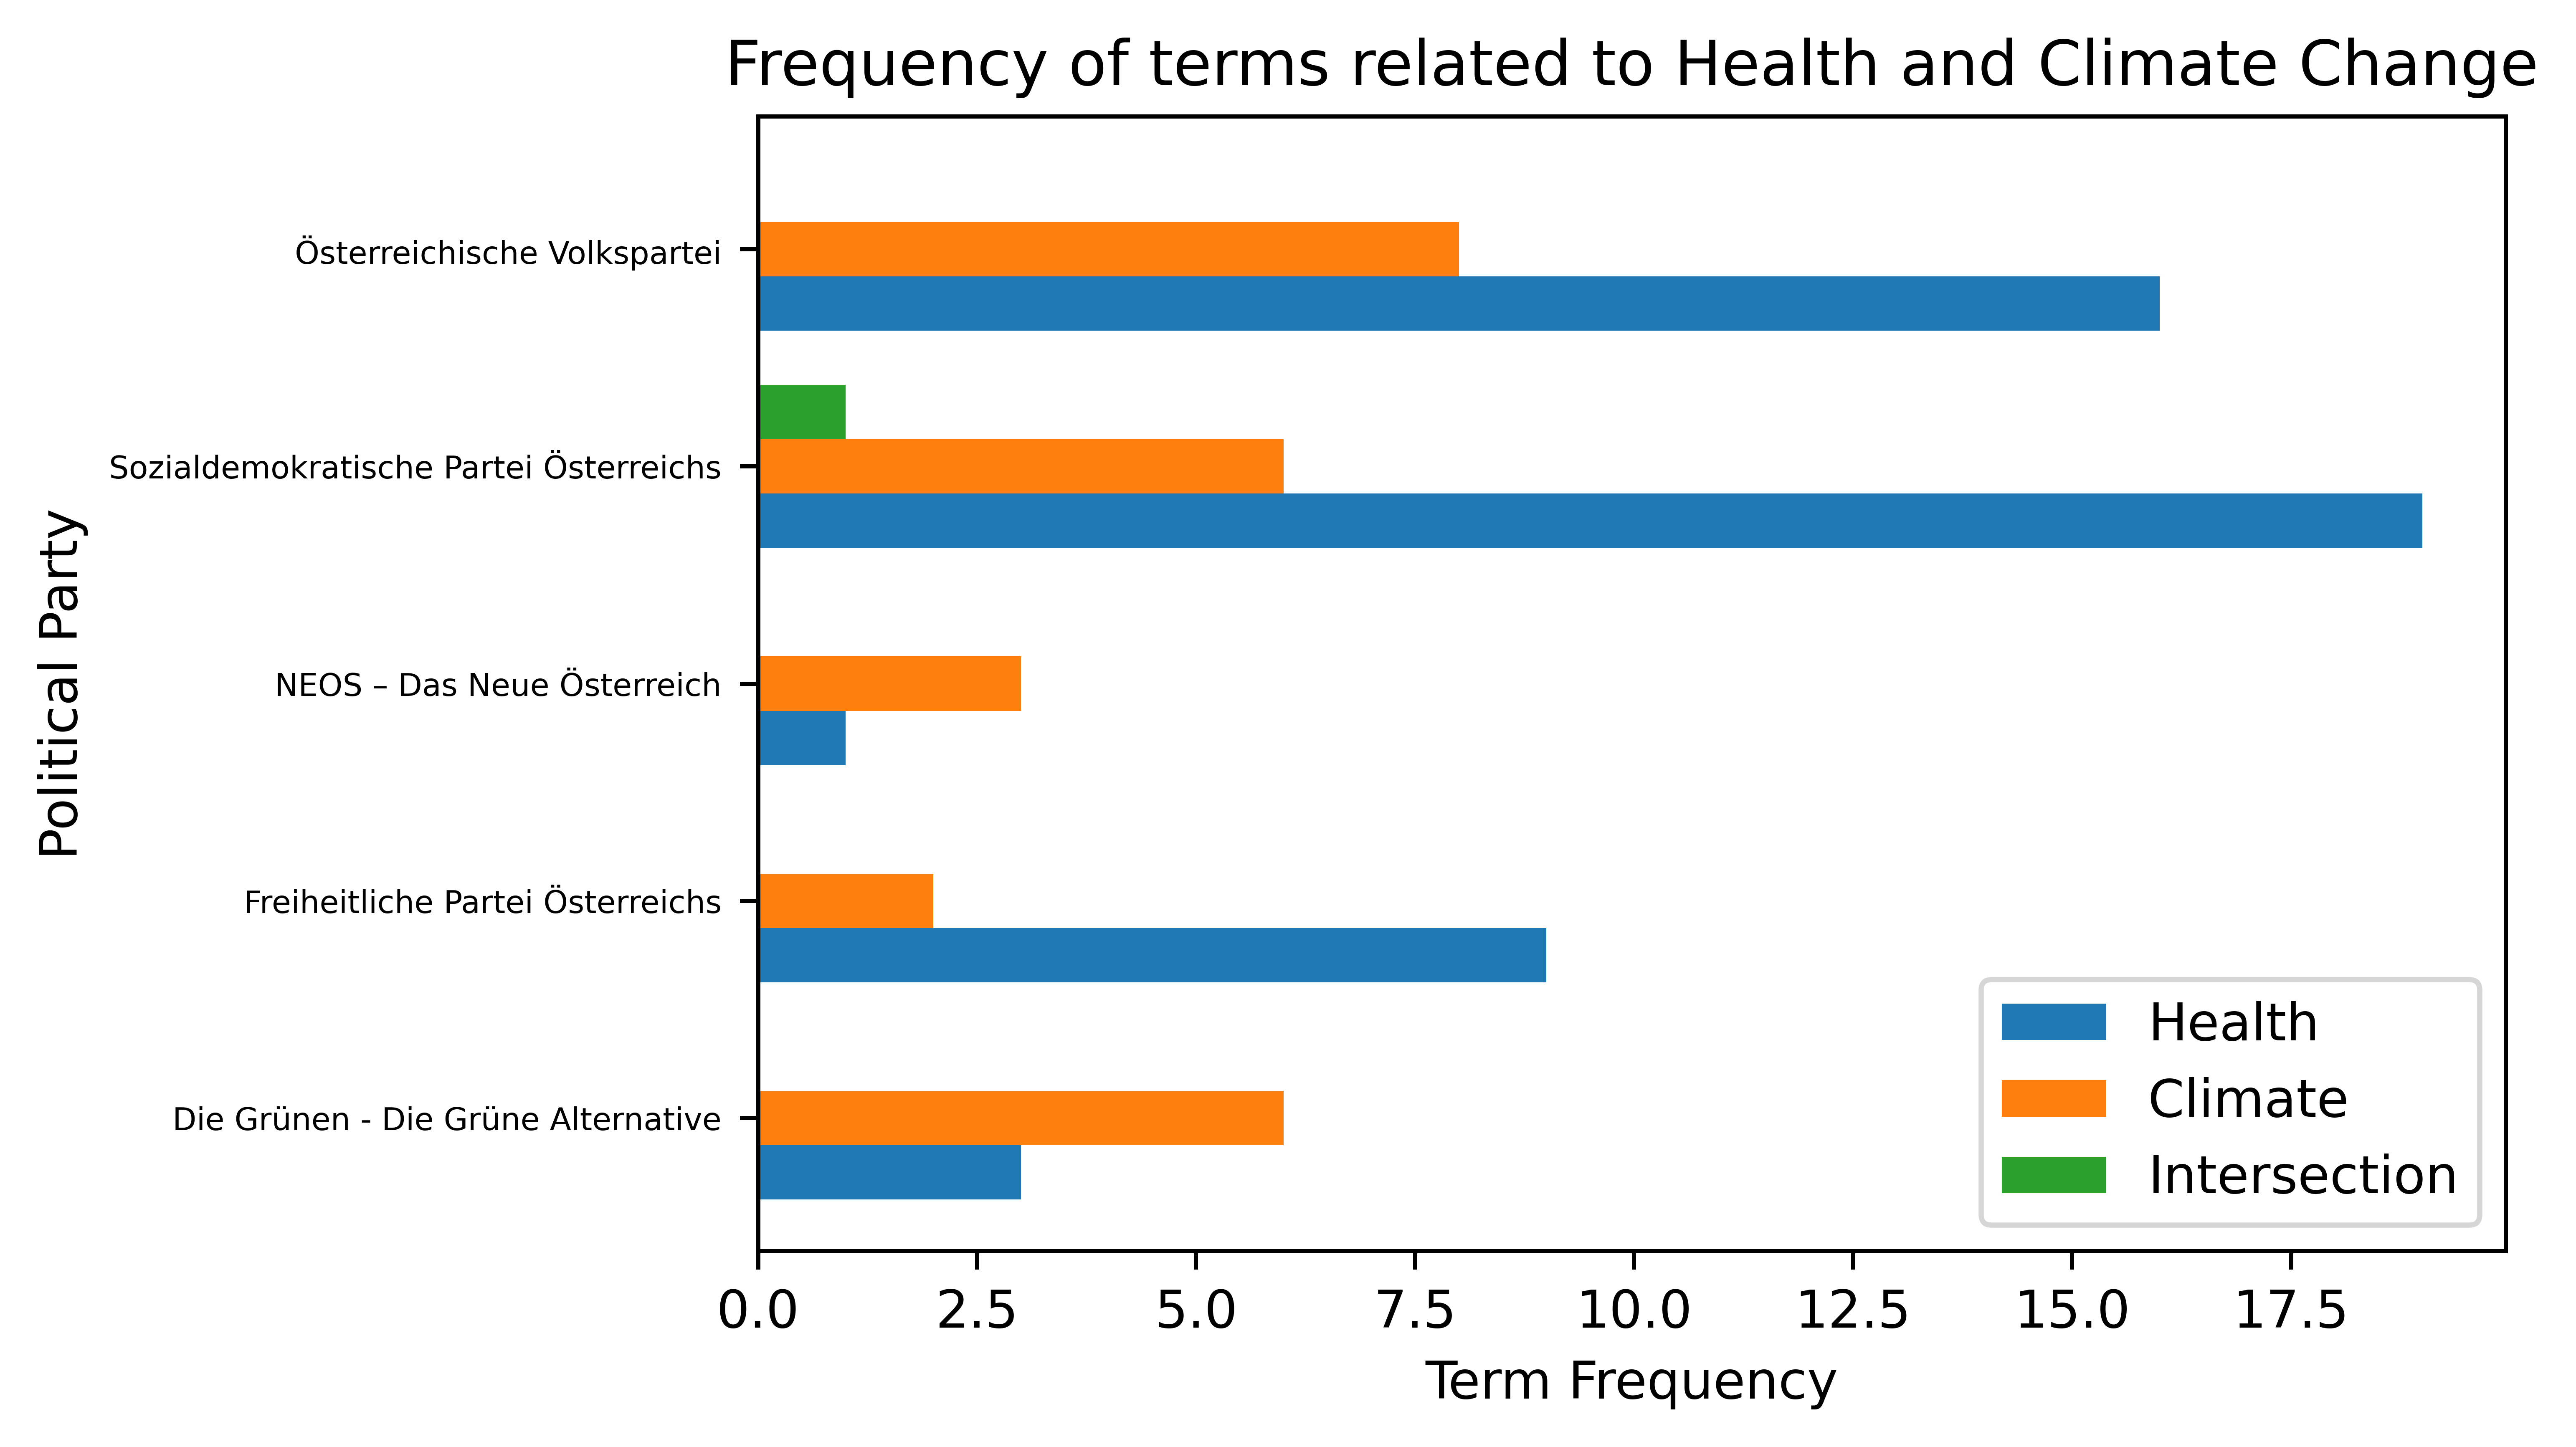 Frequency of terms related to Health and Climate Change
Österreichische Volkspartei
Sozialdemokratische Partei Österreichs
NEOS – Das Neue Österreich
Freiheitliche Partei Österreichs
Die Grünen - Die Grüne Alternative
Political Party
Health
Climate
Intersection
0.0 2.5 5.0 7.5 10.0 12.5 15.0 17.5
Term Frequency